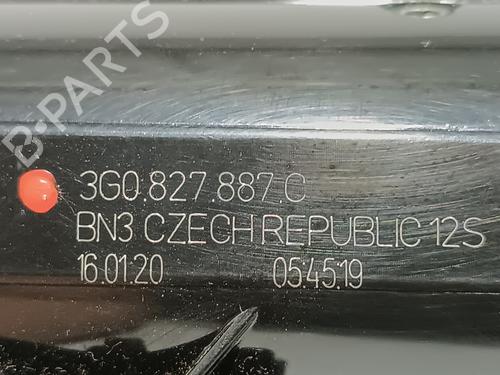 B-PARTS
3G0.827.887.C
BN3 CZECH REPUBLIC 12S
16.01.20 05:45:19